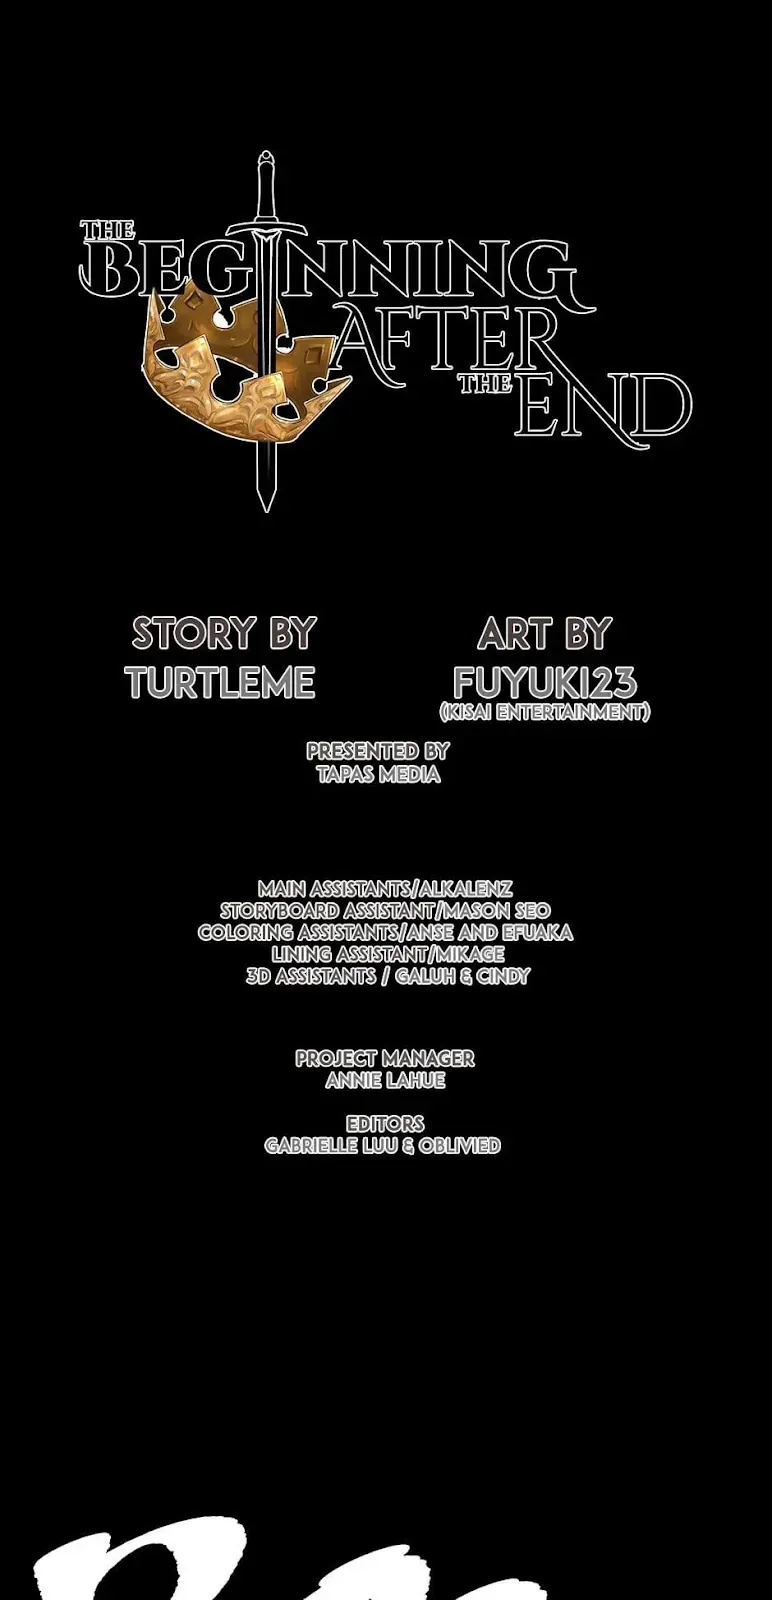 THE
BEGINNING
AFTER
THE END
STORY BY
TURTLEME
ART BY
FUYUKI23
(KISAI ENTERTAINMENT)
PRESENTED BY
TAPAS MEDIA
MAIN ASSISTANTS/ALKALENZ
STORYBOARD ASSISTANT/MASON SEO
COLORING ASSISTANTS/ANSE AND EFUAKA
LINING ASSISTANT/MIKAGE
3D ASSISTANTS / GALUH & CINDY
PROJECT MANAGER
ANNIE LAHUE
EDITORS
GABRIELLE LUU & OBLIVIED